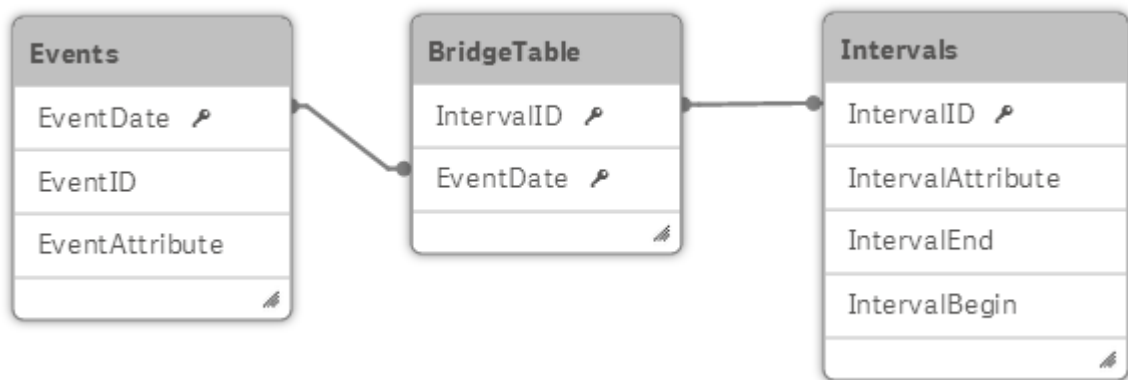 Events
EventDate
EventID
EventAttribute
BridgeTable
IntervalID
EventDate
Intervals
IntervalID
IntervalAttribute
IntervalEnd
IntervalBegin